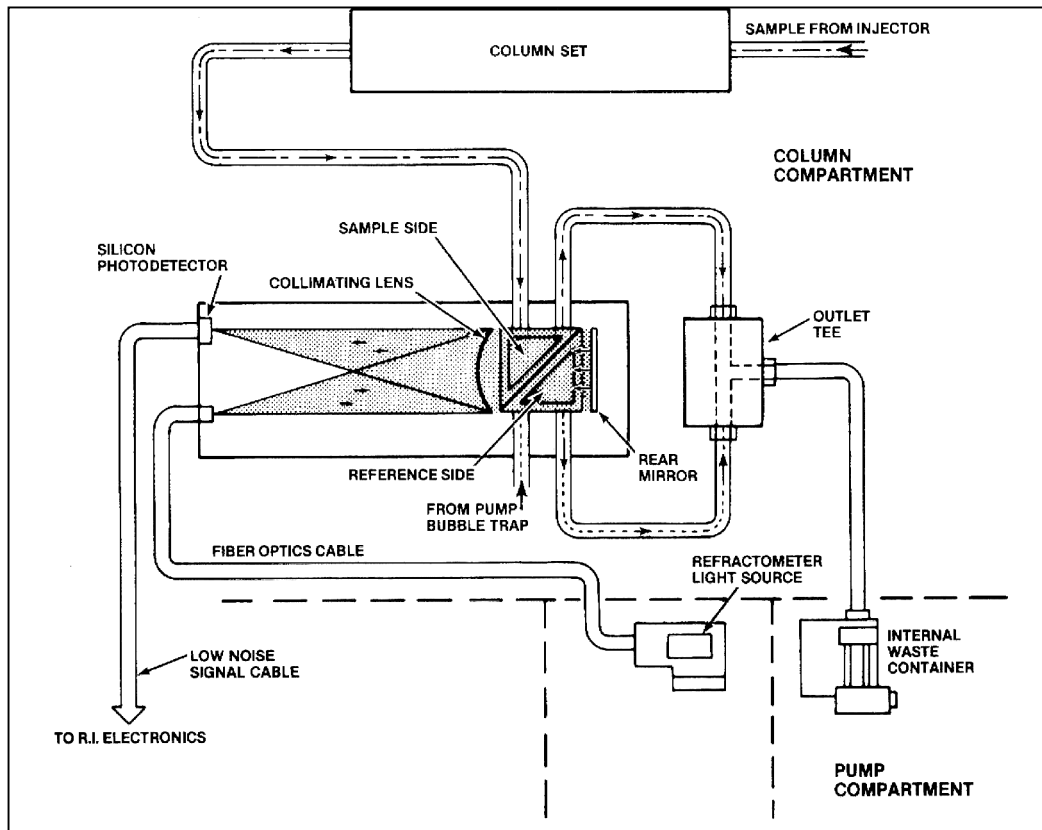 SAMPLE FROM INJECTOR
COLUMN SET
COLUMN
COMPARTMENT
SAMPLE SIDE
SILICON
PHOTODETECTOR
COLLIMATING LENS
OUTLET
TEE
REFERENCE SIDE
REAR
MIRROR
FROM PUMP
BUBBLE TRAP
FIBER OPTICS CABLE
REFRACTOMETER
LIGHT SOURCE
LOW NOISE
SIGNAL CABLE
INTERNAL
WASTE
CONTAINER
TO R.I. ELECTRONICS
PUMP
COMPARTMENT